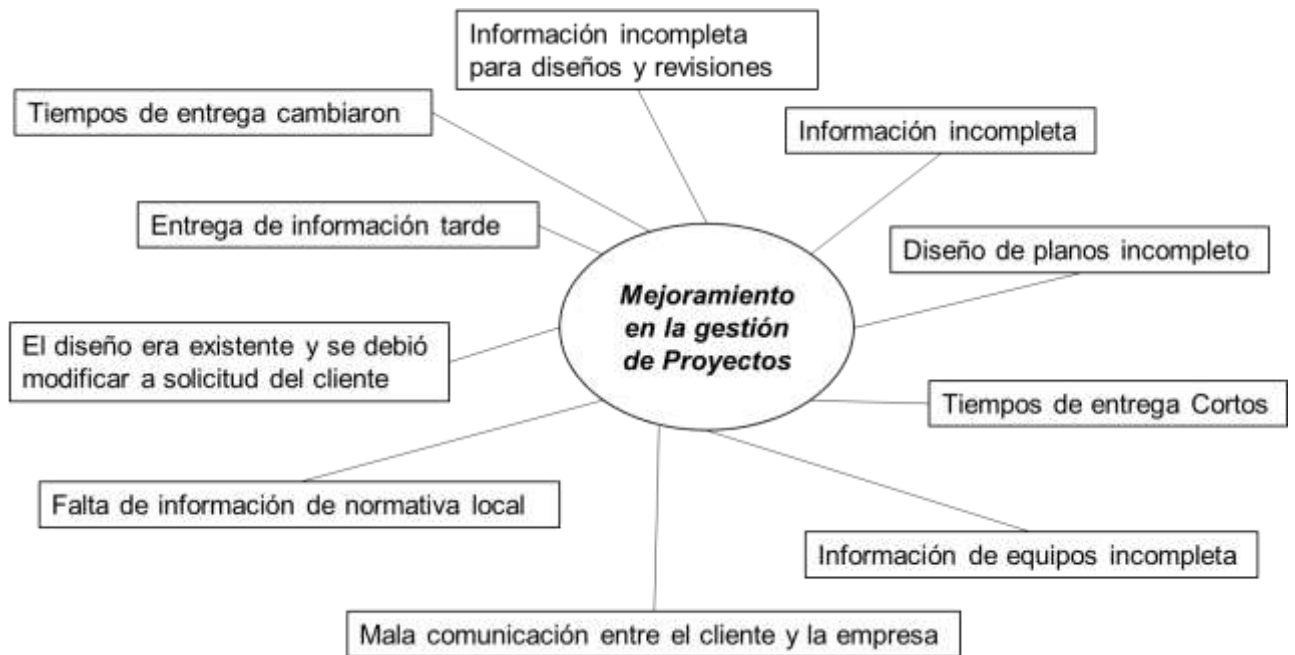 Información incompleta
para diseños y revisiones
Tiempos de entrega cambiaron
Información incompleta
Entrega de información tarde
Diseño de planos incompleto
Mejoramiento
en la gestión
de Proyectos
El diseño era existente y se debió
modificar a solicitud del cliente
Tiempos de entrega Cortos
Falta de información de normativa local
Información de equipos incompleta
Mala comunicación entre el cliente y la empresa